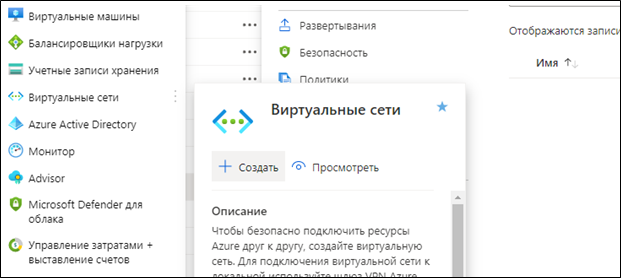 Виртуальные машины
Балансировщики нагрузки
Учетные записи хранения
Виртуальные сети
Azure Active Directory
Монитор
Advisor
Microsoft Defender для
облака
Управление затратами +
выставление счетов
Развертывания
Безопасность
Политики
Отображаются записи
Имя ↑↓
Виртуальные сети
+ Создать
Просмотреть
Описание
Чтобы безопасно подключить ресурсы
Azure друг к другу, создайте виртуальную
сеть. Для подключения виртуальной сети к
локальной используйте шлюз VPN Azure